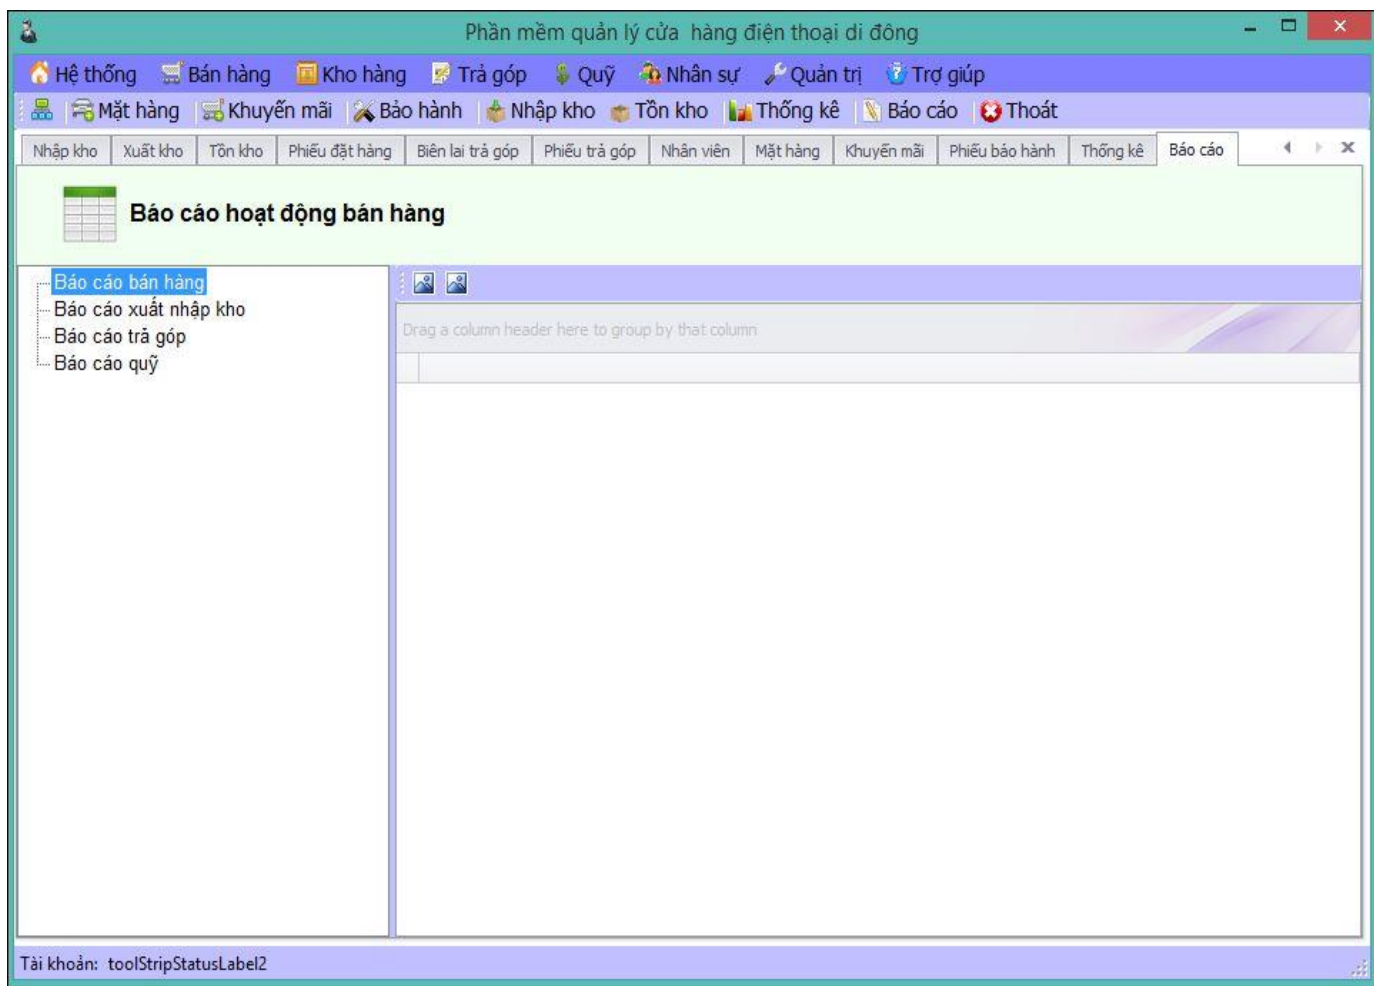 Phần mềm quản lý cửa hàng điện thoại di đông
Hệ thống Bán hàng Kho hàng Trả góp Quỹ Nhân sự Quản trị Trợ giúp
Mặt hàng Khuyến mãi Bảo hành Nhập kho Tồn kho Thống kê Báo cáo Thoát
Nhập kho Xuất kho Tồn kho Phiếu đặt hàng Biên lai trả góp Phiếu trả góp Nhân viên Mặt hàng Khuyến mãi Phiếu bảo hành Thống kê Báo cáo
Báo cáo hoạt động bán hàng
Báo cáo bán hàng
Báo cáo xuất nhập kho
Báo cáo trả góp
Báo cáo quỹ
Drag a column header here to group by that column
Tài khoản: toolStripStatusLabel2